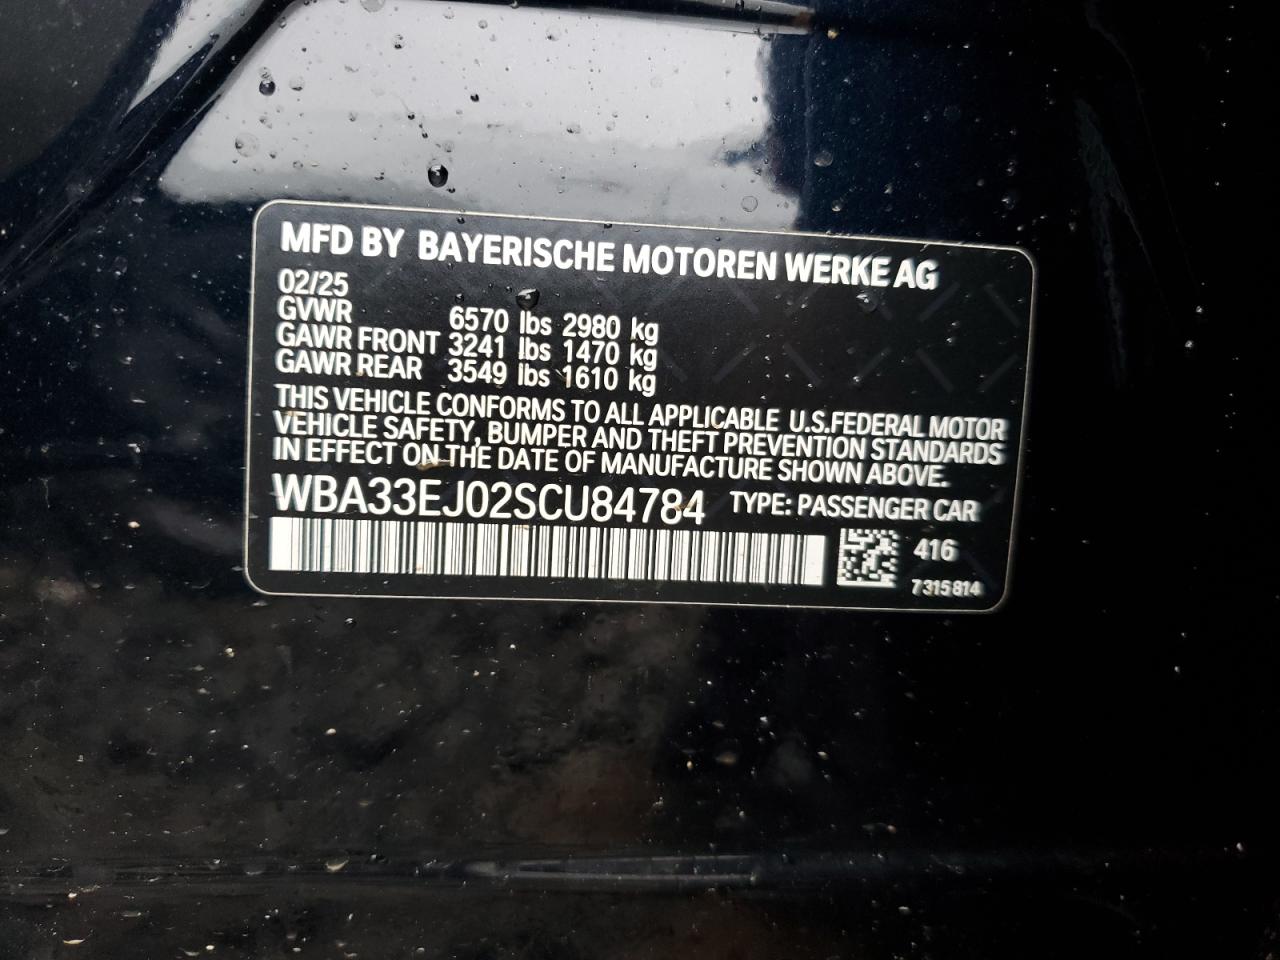 MFD BY BAYERISCHE MOTOREN WERKE AG
02/25
GVWR 6570 lbs 2980 kg
GAWR FRONT 3241 lbs 1470 kg
GAWR REAR 3549 lbs 1610 kg
THIS VEHICLE CONFORMS TO ALL APPLICABLE U.S.FEDERAL MOTOR
VEHICLE SAFETY, BUMPER AND THEFT PREVENTION STANDARDS
IN EFFECT ON THE DATE OF MANUFACTURE SHOWN ABOVE.
WBA33EJ02SCU84784 TYPE: PASSENGER CAR
416
7315814